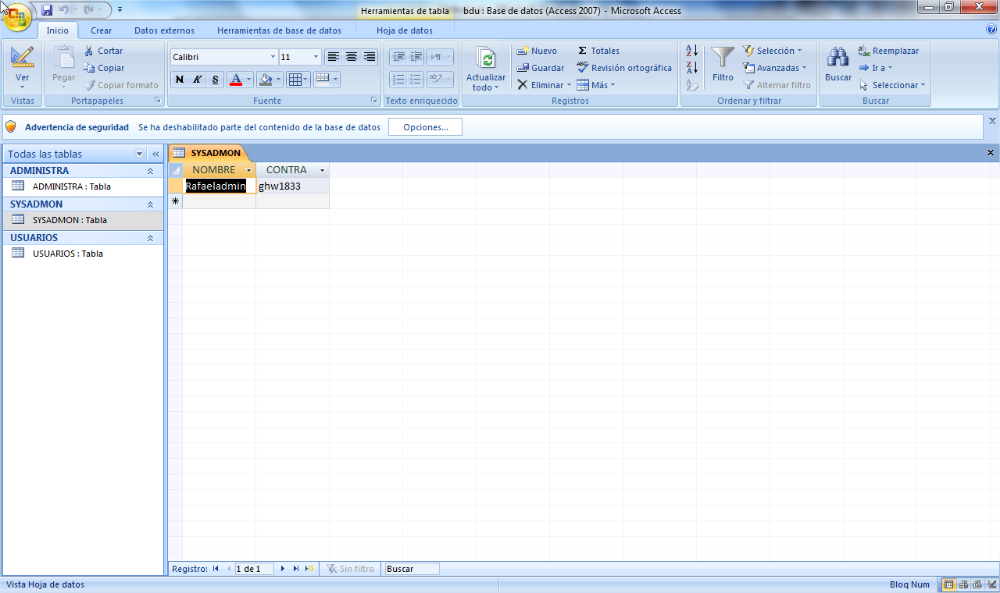 Herramientas de tabla bdu : Base de datos (Access 2007) - Microsoft Access
Inicio Crear Datos externos Herramientas de base de datos Hoja de datos
Ver
Vistas
Pegar
Cortar
Copiar
Copiar formato
Portapapeles
Calibri 11
N K S A
Fuente
Texto enriquecido
Actualizar todo
Nuevo
Guardar
Eliminar
Σ Totales
Revisión ortográfica
Más
Registros
Filtro
Selección
Avanzadas
Alternar filtro
Ordenar y filtrar
Buscar
Reemplazar
Ir a
Seleccionar
Buscar
Advertencia de seguridad Se ha deshabilitado parte del contenido de la base de datos Opciones...
Todas las tablas «
ADMINISTRA
ADMINISTRA : Tabla
SYSADMON
SYSADMON : Tabla
USUARIOS
USUARIOS : Tabla
SYSADMON
NOMBRE CONTRA
Rafaeladmin ghw1833
Registro: 1 de 1 Sin filtro Buscar
Vista Hoja de datos Bloq Num